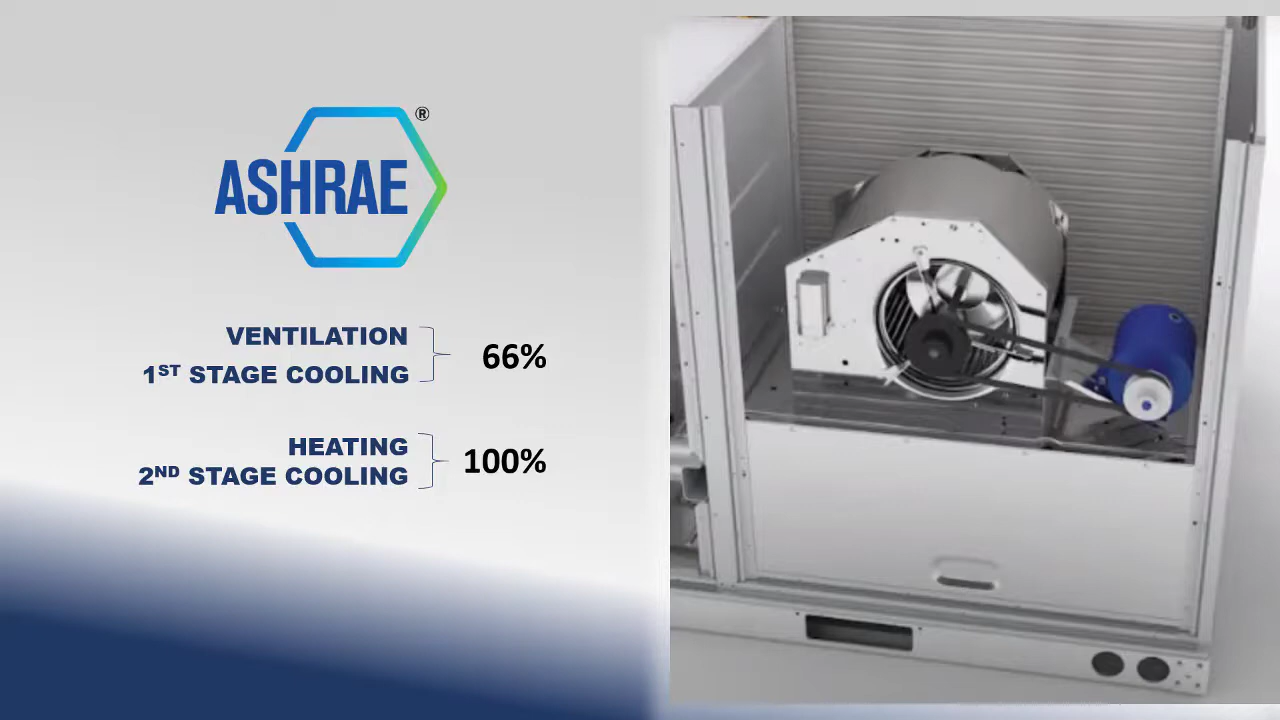 ASHRAE®
VENTILATION
1ST STAGE COOLING
66%
HEATING
2ND STAGE COOLING
100%